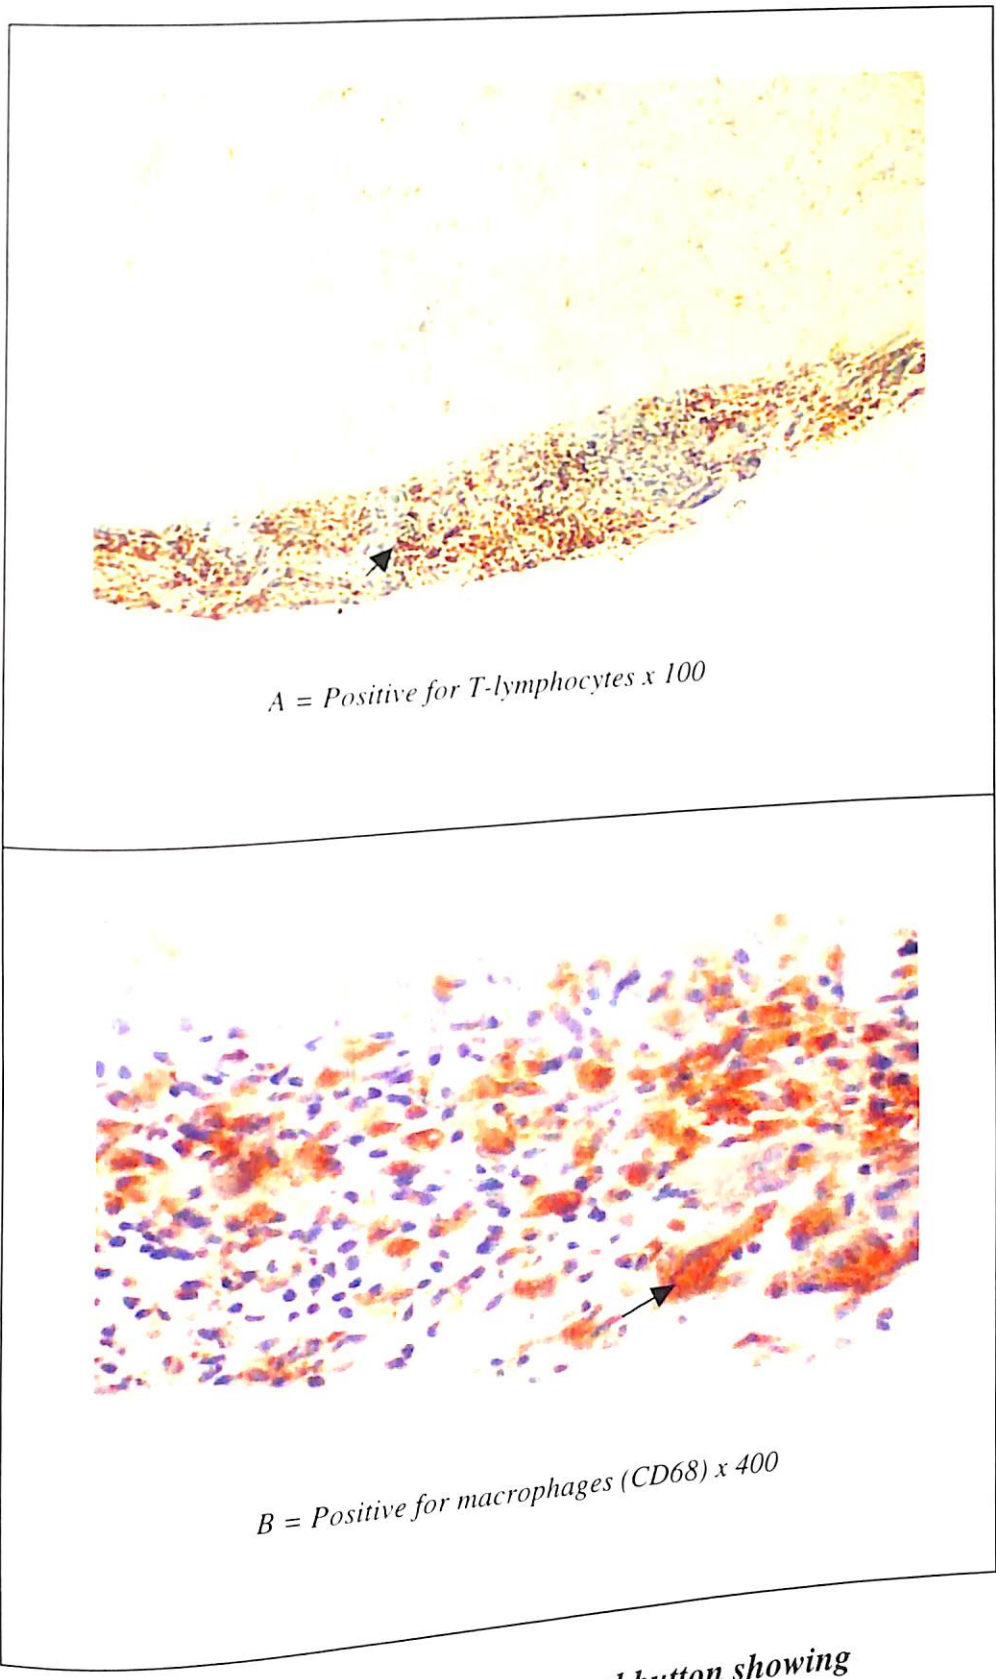 A = Positive for T-lymphocytes x 100
B = Positive for macrophages (CD68) x 400
button showing